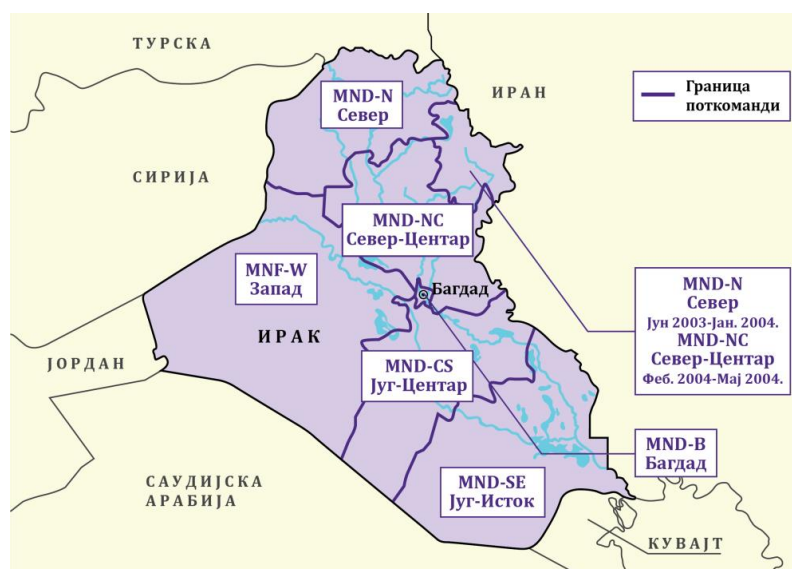 ТУРСКА
ИРАН
Граница
поткоманди
MND-N
Север
СИРИЈА
MND-NC
Север-Центар
MNF-W
Запад
Багдад
ИРАК
MND-N
Север
Јун 2003-Јан. 2004.
MND-NC
Север-Центар
Феб. 2004-Мај 2004.
ЈОРДАН
MND-CS
Југ-Центар
MND-B
Багдад
САУДИЈСКА
АРАБИЈА
MND-SE
Југ-Исток
КУВАЈТ